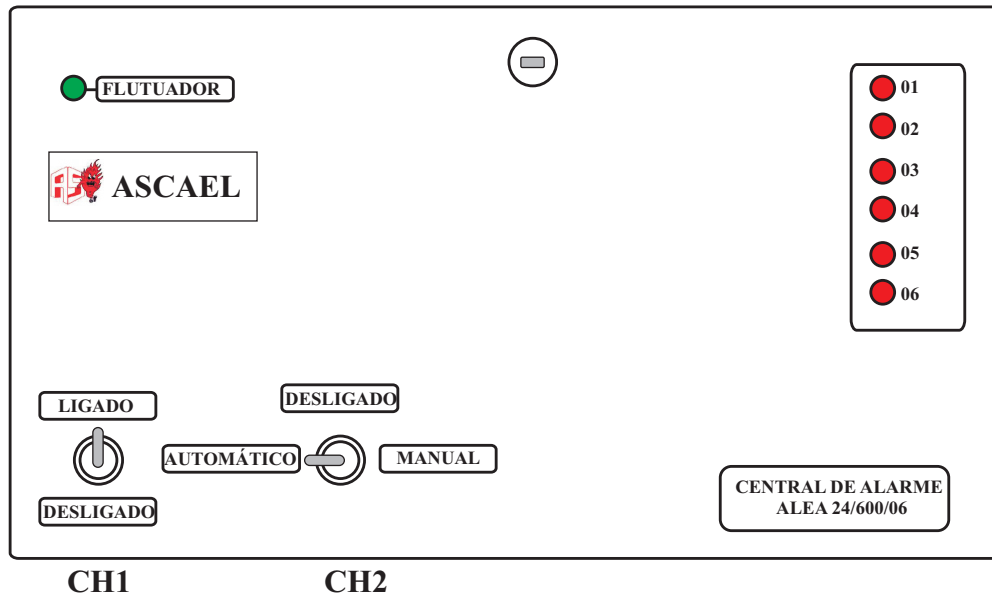 FLUTUADOR
ASCAEL
01
02
03
04
05
06
LIGADO
DESLIGADO
DESLIGADO
AUTOMÁTICO
MANUAL
CENTRAL DE ALARME
ALEA 24/600/06
CH1
CH2